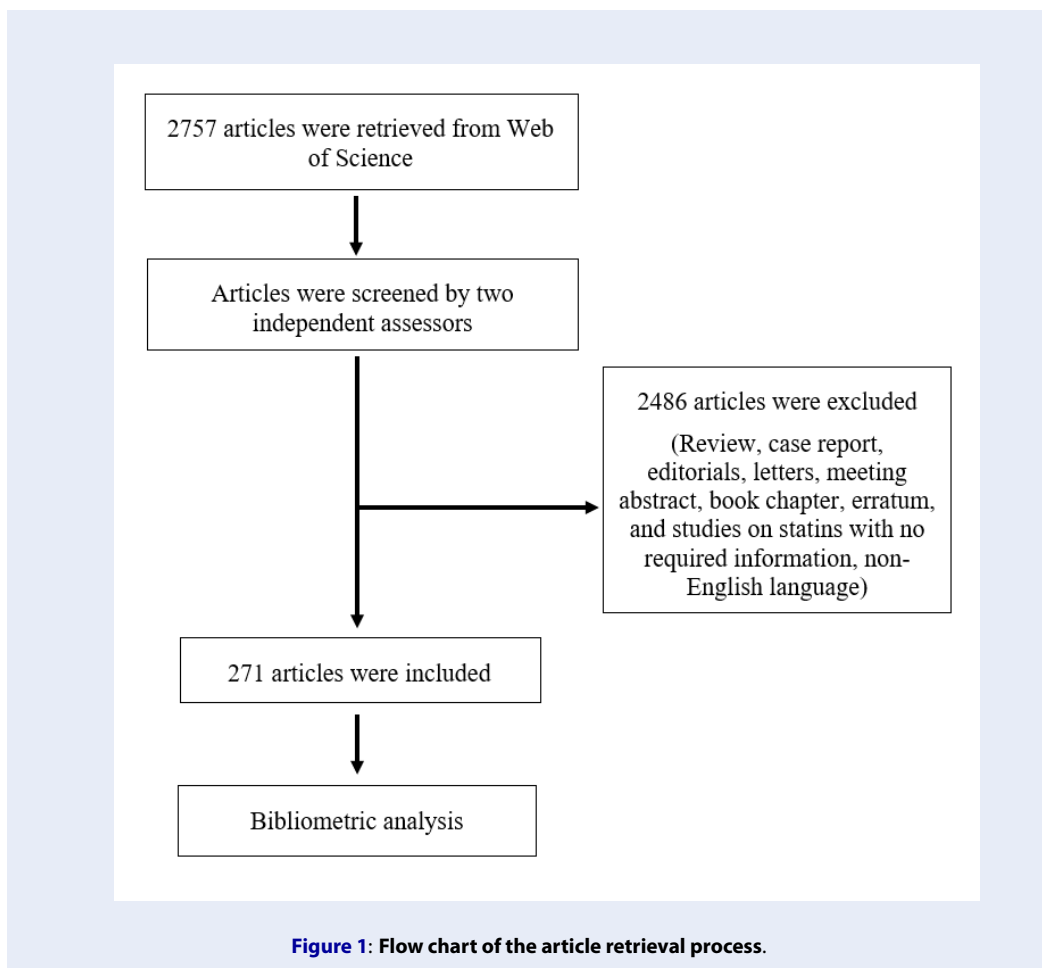 2757 articles were retrieved from Web
of Science
Articles were screened by two
independent assessors
2486 articles were excluded
(Review, case report,
editorials, letters, meeting
abstract, book chapter, erratum,
and studies on statins with no
required information, non-
English language)
271 articles were included
Bibliometric analysis
Figure 1: Flow chart of the article retrieval process.